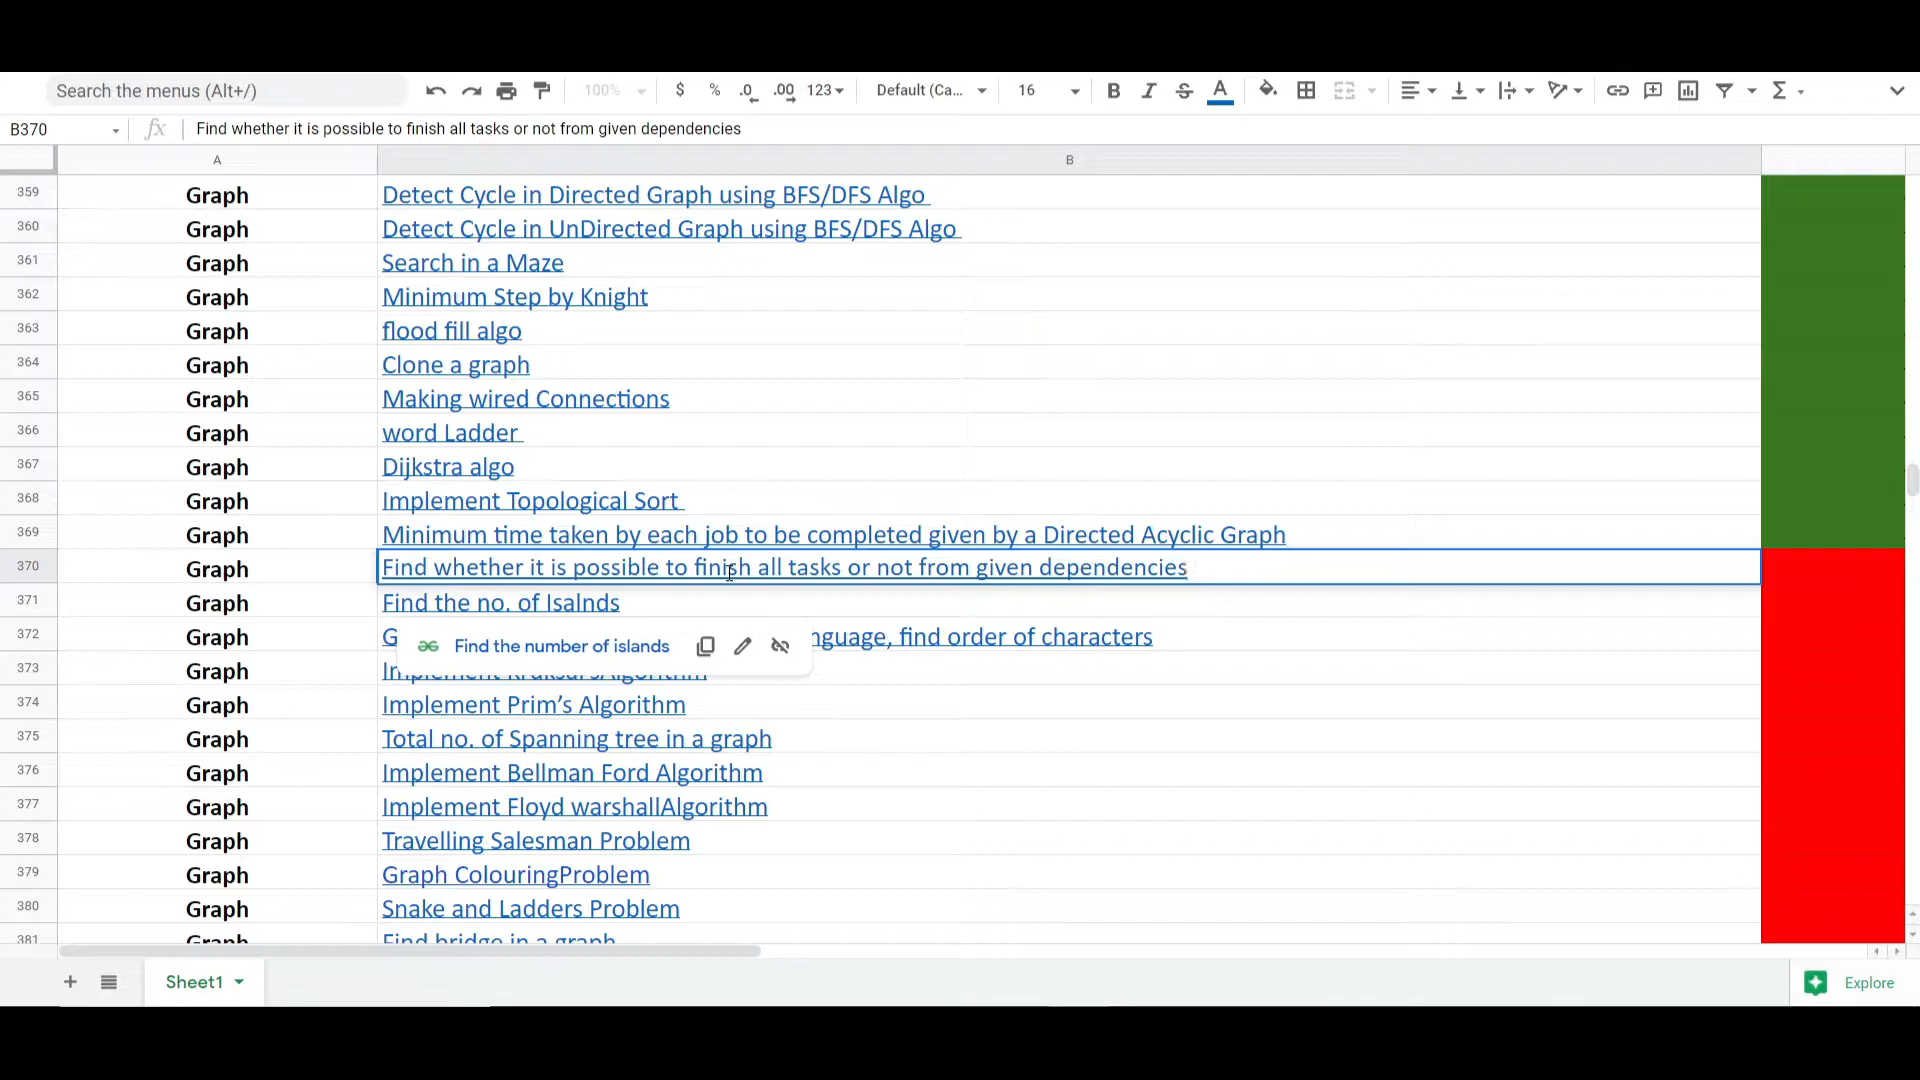 Search the menus (Alt+/) 100% $ % .0 .00 123 Default (Ca... 16 B I S A Σ
B370 fx Find whether it is possible to finish all tasks or not from given dependencies
A B
359 Graph Detect Cycle in Directed Graph using BFS/DFS Algo
360 Graph Detect Cycle in UnDirected Graph using BFS/DFS Algo
361 Graph Search in a Maze
362 Graph Minimum Step by Knight
363 Graph flood fill algo
364 Graph Clone a graph
365 Graph Making wired Connections
366 Graph word Ladder
367 Graph Dijkstra algo
368 Graph Implement Topological Sort
369 Graph Minimum time taken by each job to be completed given by a Directed Acyclic Graph
370 Graph Find whether it is possible to finish all tasks or not from given dependencies
371 Graph Find the no. of Isalnds
372 Graph G nguage, find order of characters
Find the number of islands
373 Graph Implement Kruksal'sAlgorithm
374 Graph Implement Prim’s Algorithm
375 Graph Total no. of Spanning tree in a graph
376 Graph Implement Bellman Ford Algorithm
377 Graph Implement Floyd warshallAlgorithm
378 Graph Travelling Salesman Problem
379 Graph Graph ColouringProblem
380 Graph Snake and Ladders Problem
381 Graph Find bridge in a graph
+ Sheet1 Explore